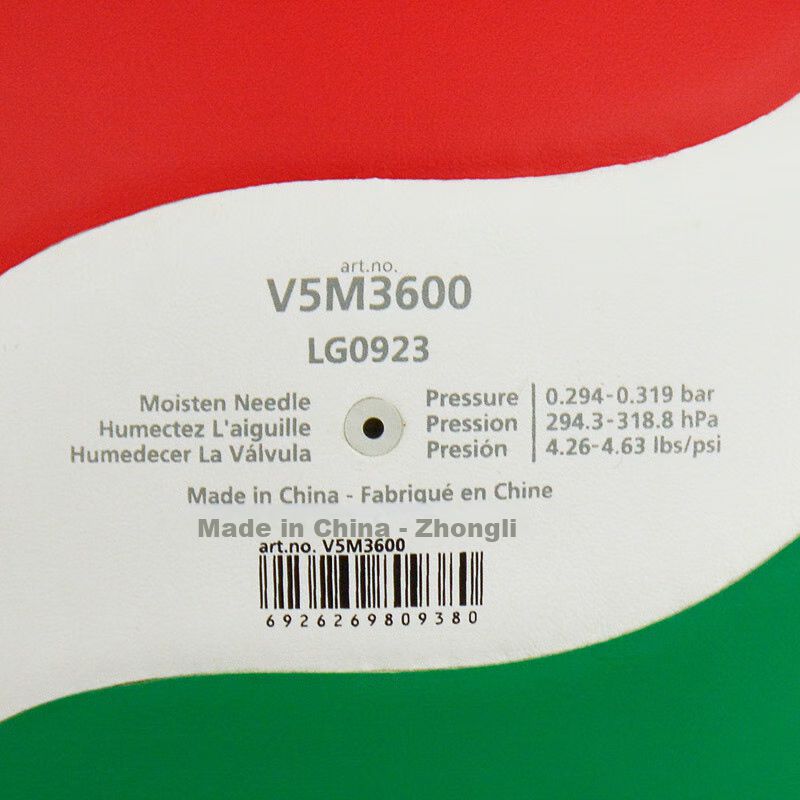 art.no.
V5M3600
LG0923
Moisten Needle
Humectez L'aiguille
Humedecer La Válvula
Pressure 0.294-0.319 bar
Pression 294.3-318.8 hPa
Presión 4.26-4.63 lbs/psi
Made in China - Fabriqué en Chine
Made in China - Zhongli
art.no. V5M3600
6926269809380